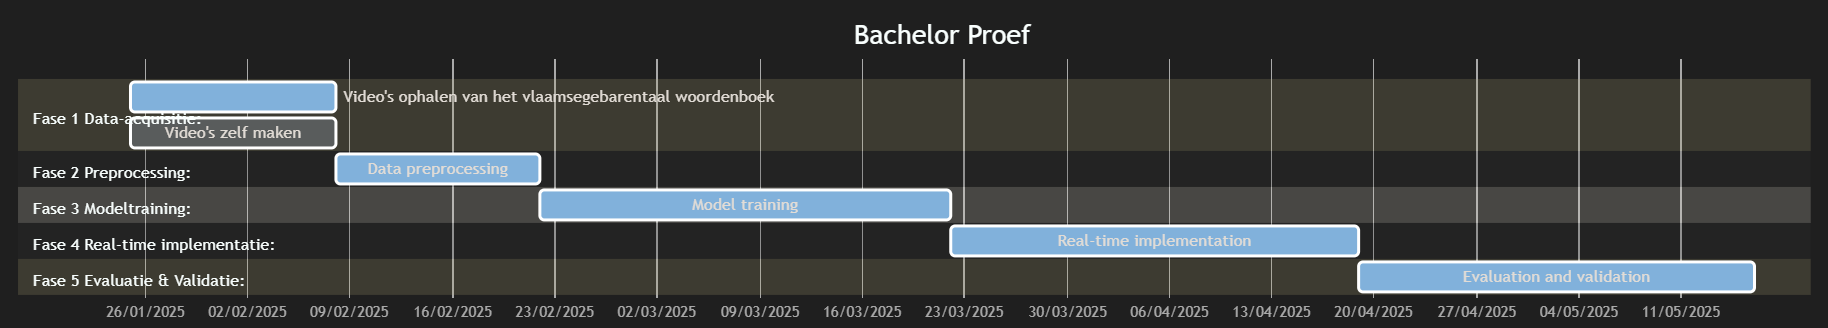 Bachelor Proef
Video's ophalen van het vlaamsegebarentaal woordenboek
Fase 1 Data-acquisitie:
Video's zelf maken
Fase 2 Preprocessing:
Data preprocessing
Fase 3 Modeltraining:
Model training
Fase 4 Real-time implementatie:
Real-time implementation
Fase 5 Evaluatie & Validatie:
Evaluation and validation
26/01/2025 02/02/2025 09/02/2025 16/02/2025 23/02/2025 02/03/2025 09/03/2025 16/03/2025 23/03/2025 30/03/2025 06/04/2025 13/04/2025 20/04/2025 27/04/2025 04/05/2025 11/05/2025